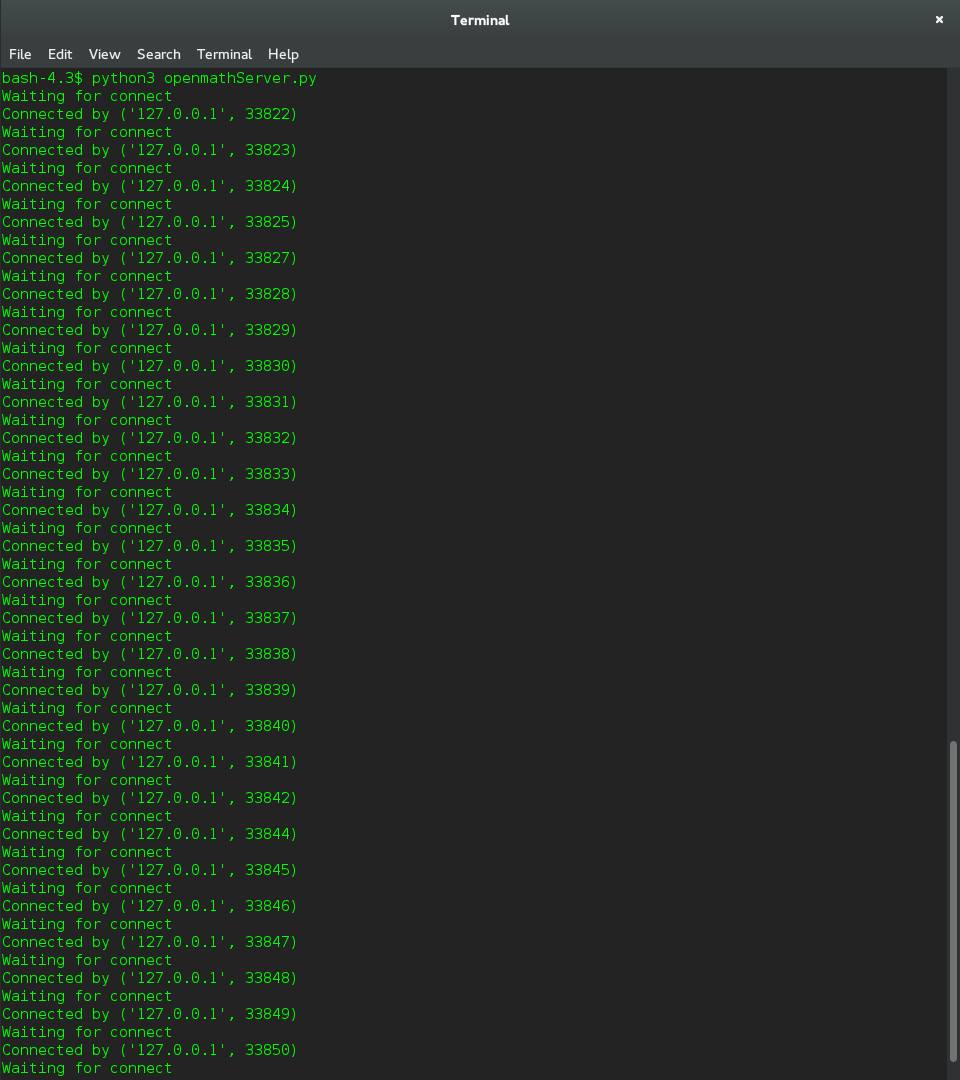 Terminal ×
File Edit View Search Terminal Help
bash-4.3$ python3 openmathServer.py
Waiting for connect
Connected by ('127.0.0.1', 33822)
Waiting for connect
Connected by ('127.0.0.1', 33823)
Waiting for connect
Connected by ('127.0.0.1', 33824)
Waiting for connect
Connected by ('127.0.0.1', 33825)
Waiting for connect
Connected by ('127.0.0.1', 33827)
Waiting for connect
Connected by ('127.0.0.1', 33828)
Waiting for connect
Connected by ('127.0.0.1', 33829)
Waiting for connect
Connected by ('127.0.0.1', 33830)
Waiting for connect
Connected by ('127.0.0.1', 33831)
Waiting for connect
Connected by ('127.0.0.1', 33832)
Waiting for connect
Connected by ('127.0.0.1', 33833)
Waiting for connect
Connected by ('127.0.0.1', 33834)
Waiting for connect
Connected by ('127.0.0.1', 33835)
Waiting for connect
Connected by ('127.0.0.1', 33836)
Waiting for connect
Connected by ('127.0.0.1', 33837)
Waiting for connect
Connected by ('127.0.0.1', 33838)
Waiting for connect
Connected by ('127.0.0.1', 33839)
Waiting for connect
Connected by ('127.0.0.1', 33840)
Waiting for connect
Connected by ('127.0.0.1', 33841)
Waiting for connect
Connected by ('127.0.0.1', 33842)
Waiting for connect
Connected by ('127.0.0.1', 33844)
Waiting for connect
Connected by ('127.0.0.1', 33845)
Waiting for connect
Connected by ('127.0.0.1', 33846)
Waiting for connect
Connected by ('127.0.0.1', 33847)
Waiting for connect
Connected by ('127.0.0.1', 33848)
Waiting for connect
Connected by ('127.0.0.1', 33849)
Waiting for connect
Connected by ('127.0.0.1', 33850)
Waiting for connect